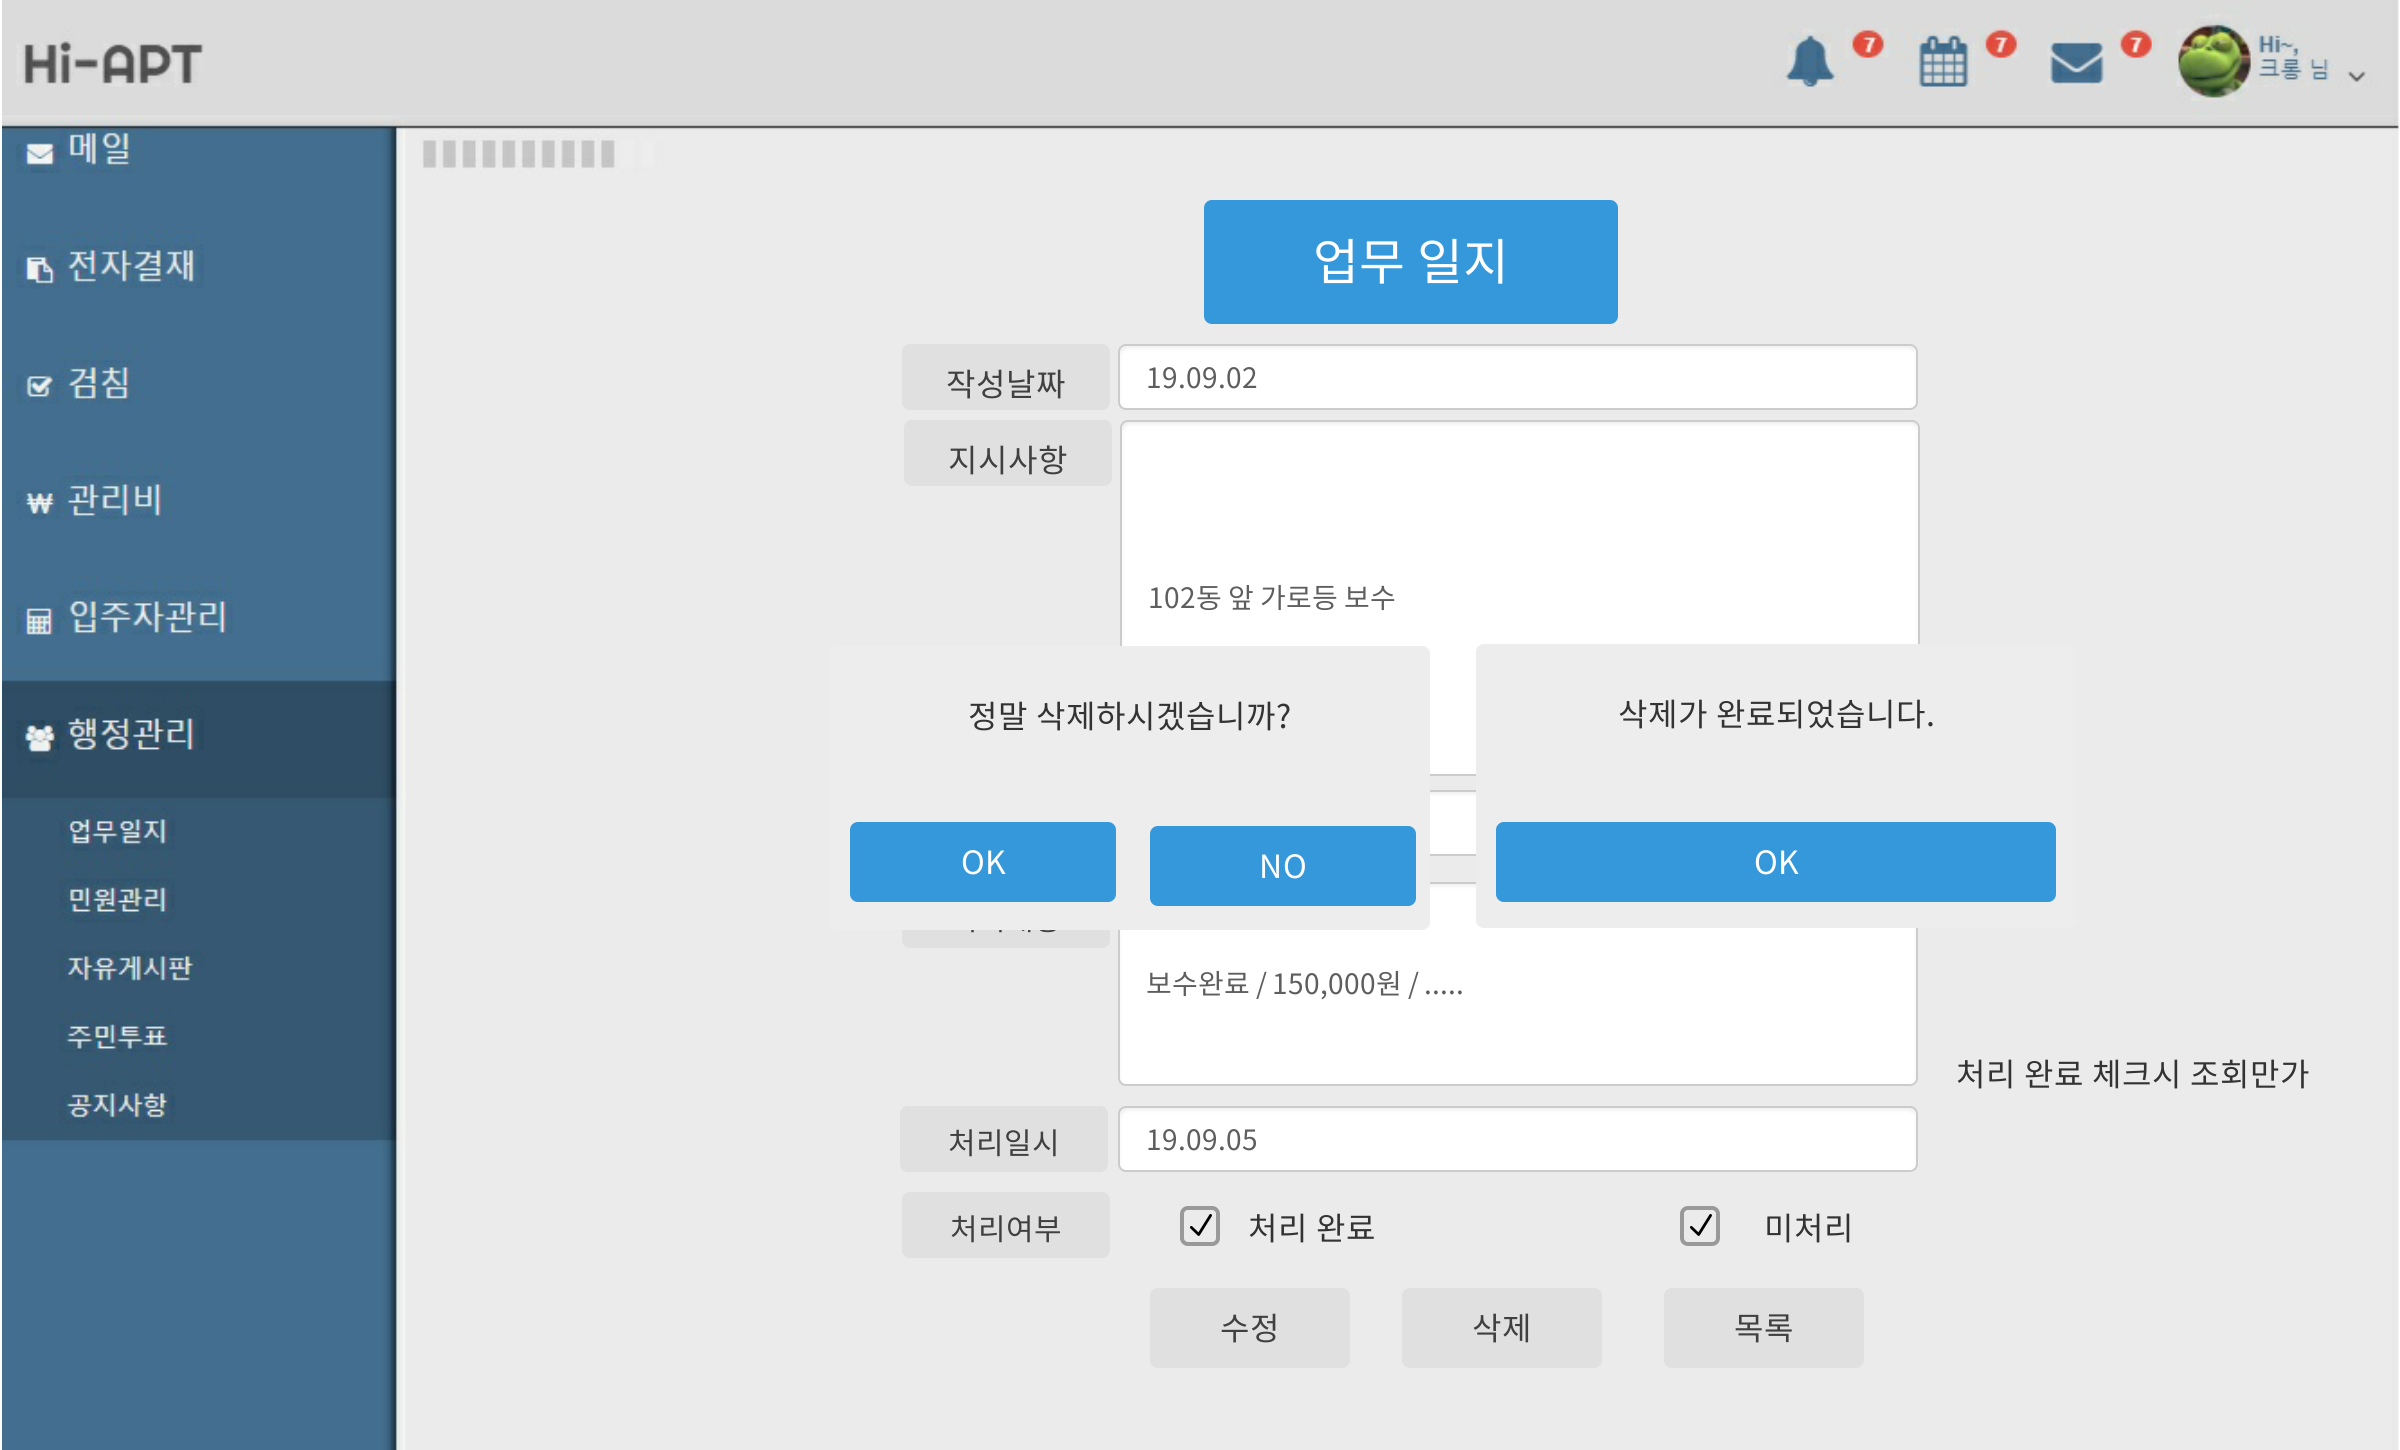 Hi-APT
7
7
7
Hi~,
크롱 님
메일
전자결재
검침
관리비
입주자관리
행정관리
업무일지
민원관리
자유게시판
주민투표
공지사항
업무 일지
작성날짜
19.09.02
지시사항
102동 앞 가로등 보수
정말 삭제하시겠습니까?
OK
NO
삭제가 완료되었습니다.
OK
보수완료 / 150,000원 / .....
처리 완료 체크시 조회만가
처리일시
19.09.05
처리여부
처리 완료
미처리
수정
삭제
목록